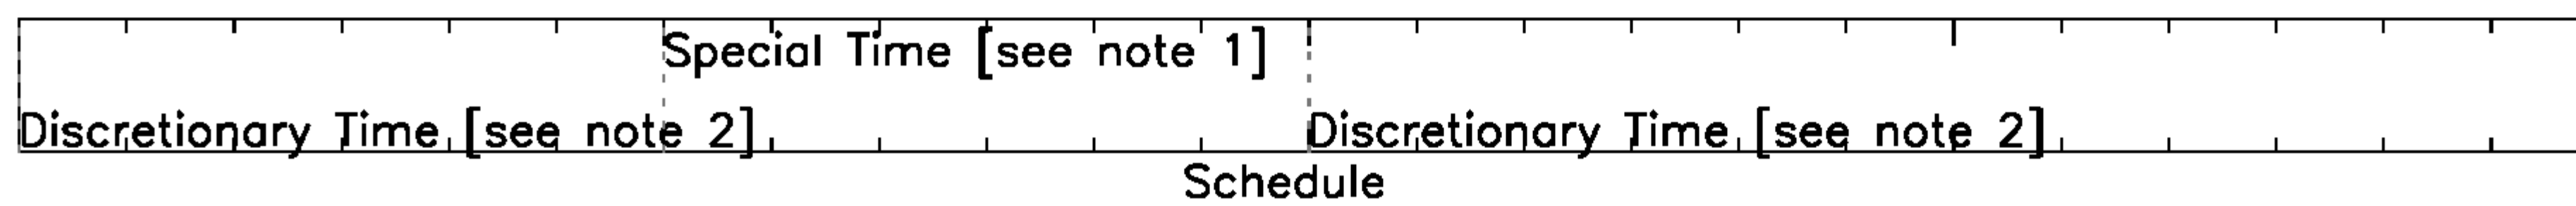 Special Time [see note 1]
Discretionary Time [see note 2]
Discretionary Time [see note 2]
Schedule